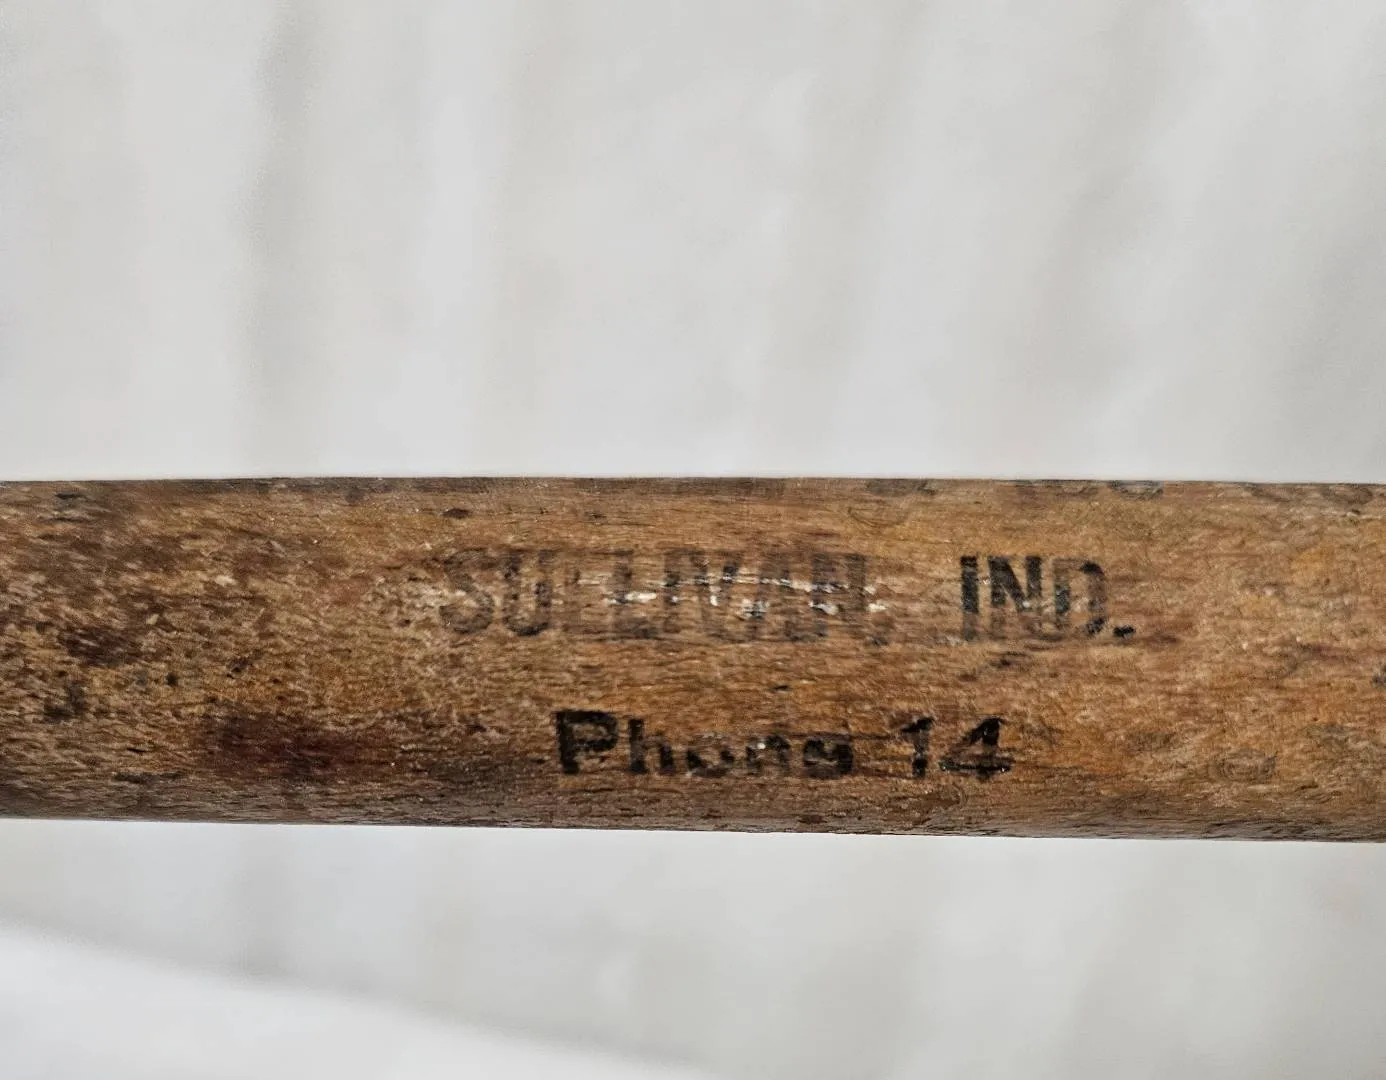 SULLIVAN, IND.
Phone 14